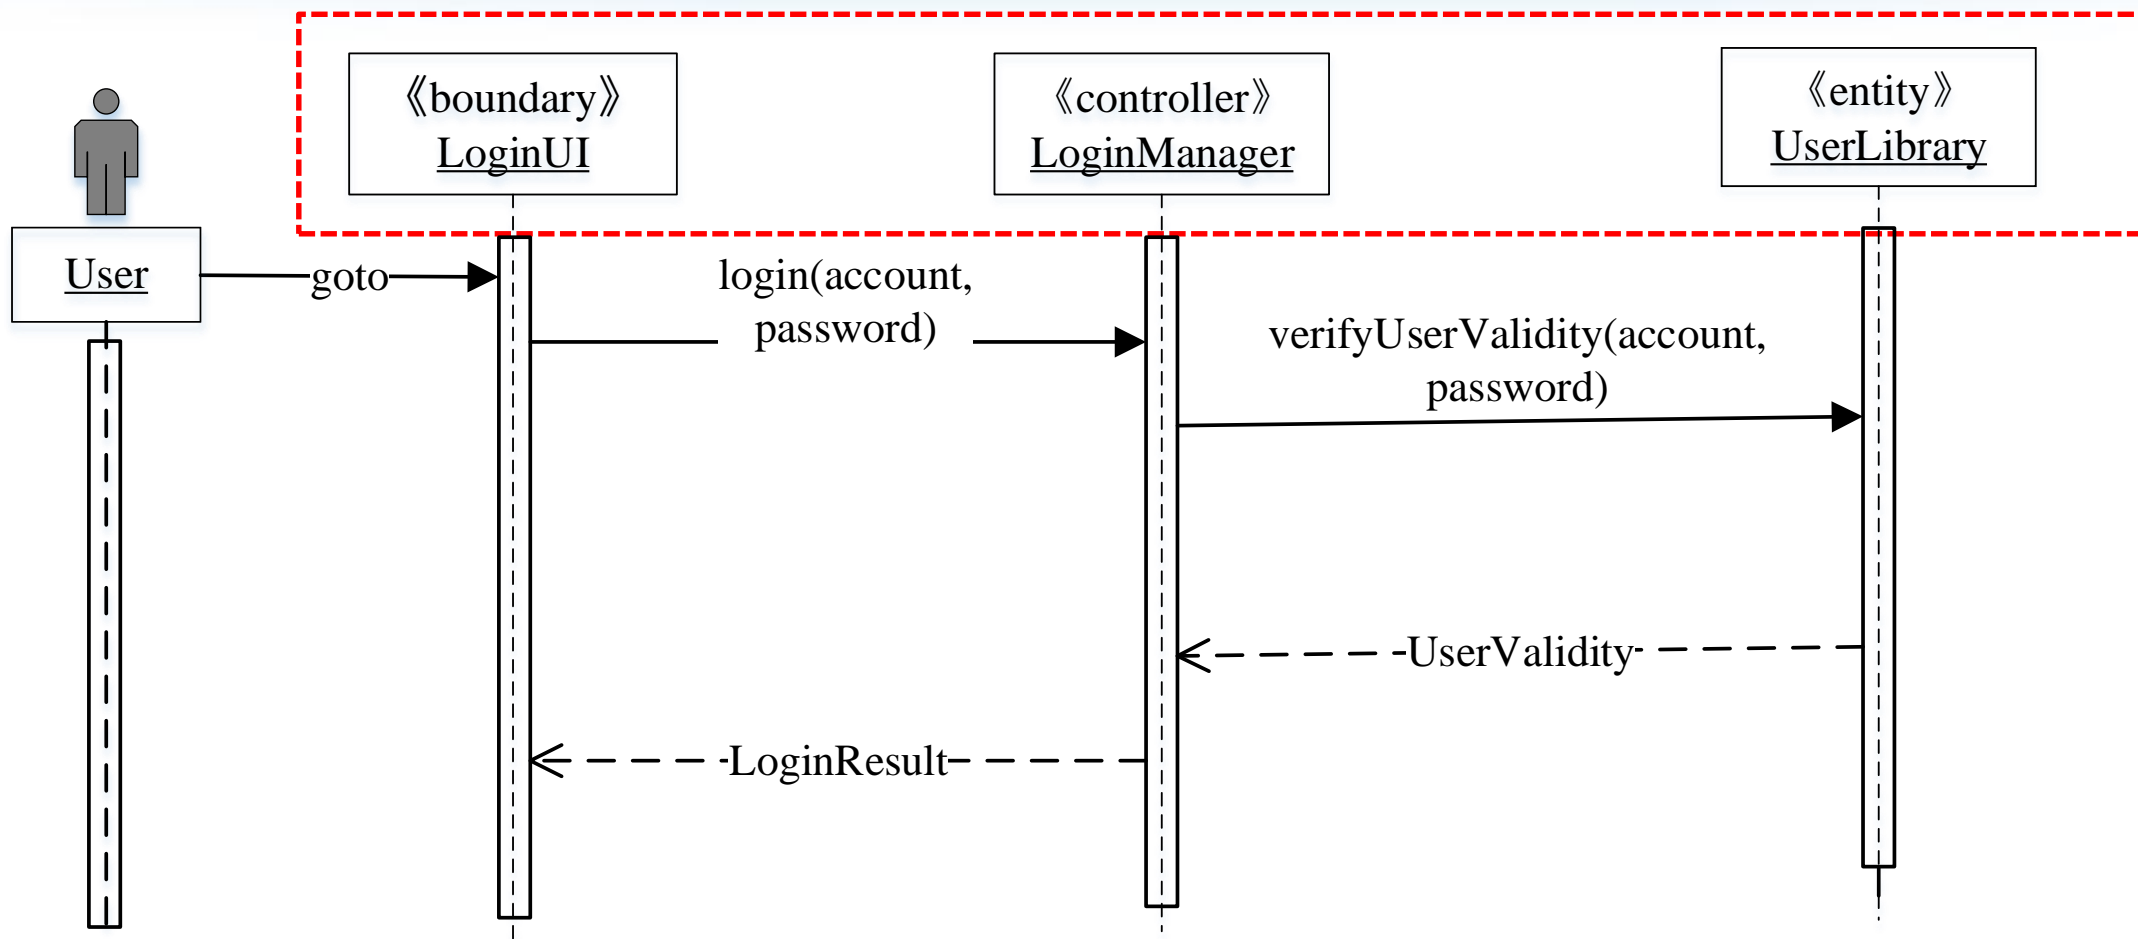 《boundary》
LoginUI
《controller》
LoginManager
《entity》
UserLibrary
User
goto
login(account,
password)
verifyUserValidity(account,
password)
UserValidity
LoginResult